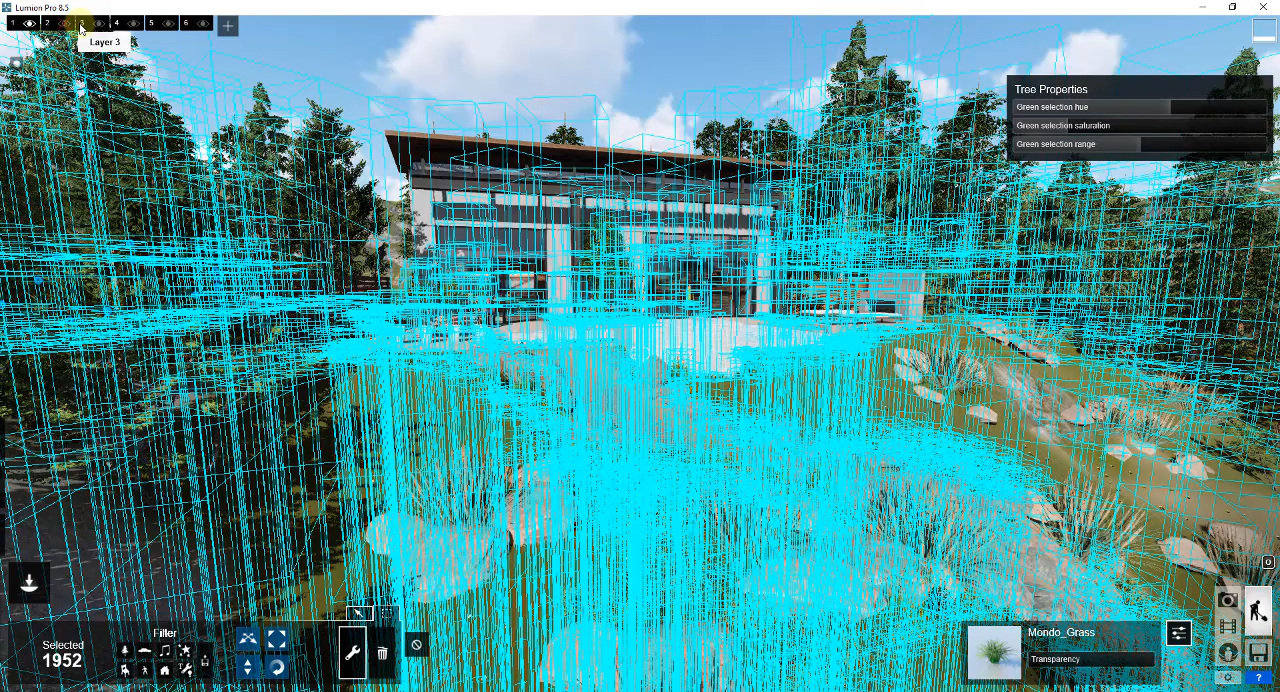 Lumion Pro 8.5
1 2 3 4 5 6 +
Layer 3
Tree Properties
Green selection hue
Green selection saturation
Green selection range
Filler
Selected
1952
Mondo_Grass
Transparency
O
?